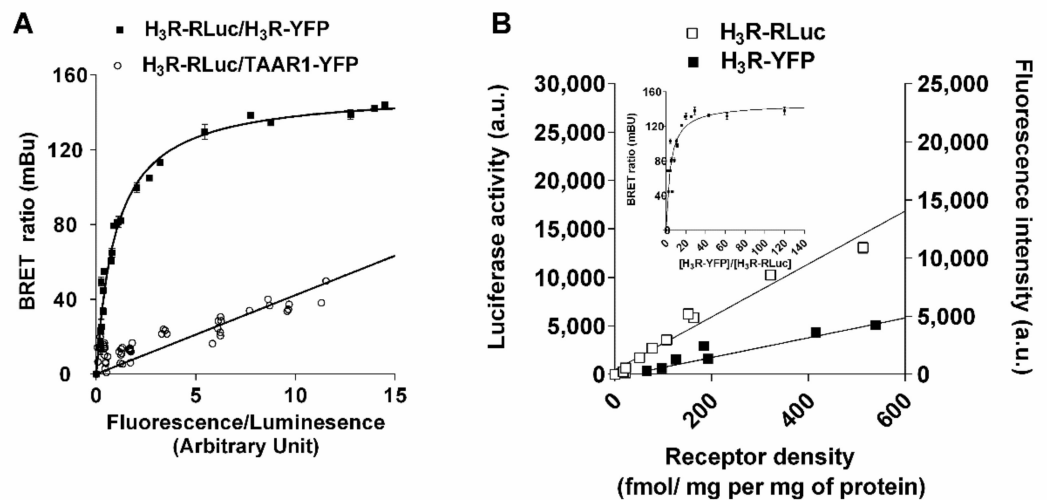 A
H3R-RLuc/H3R-YFP
H3R-RLuc/TAAR1-YFP
BRET ratio (mBu)
160
120
80
40
0
0 5 10 15
Fluorescence/Luminesence
(Arbitrary Unit)
B
H3R-RLuc
H3R-YFP
Luciferase activity (a.u.)
30,000
25,000
20,000
15,000
10,000
5,000
0
BRET ratio (mBU)
160
120
80
40
0
0 20 40 60 80 100 120 140
[H3R-YFP]/[H3R-RLuc]
25,000
20,000
15,000
10,000
5,000
0
Fluorescence intensity (a.u.)
0 200 400 600
Receptor density
(fmol/ mg per mg of protein)